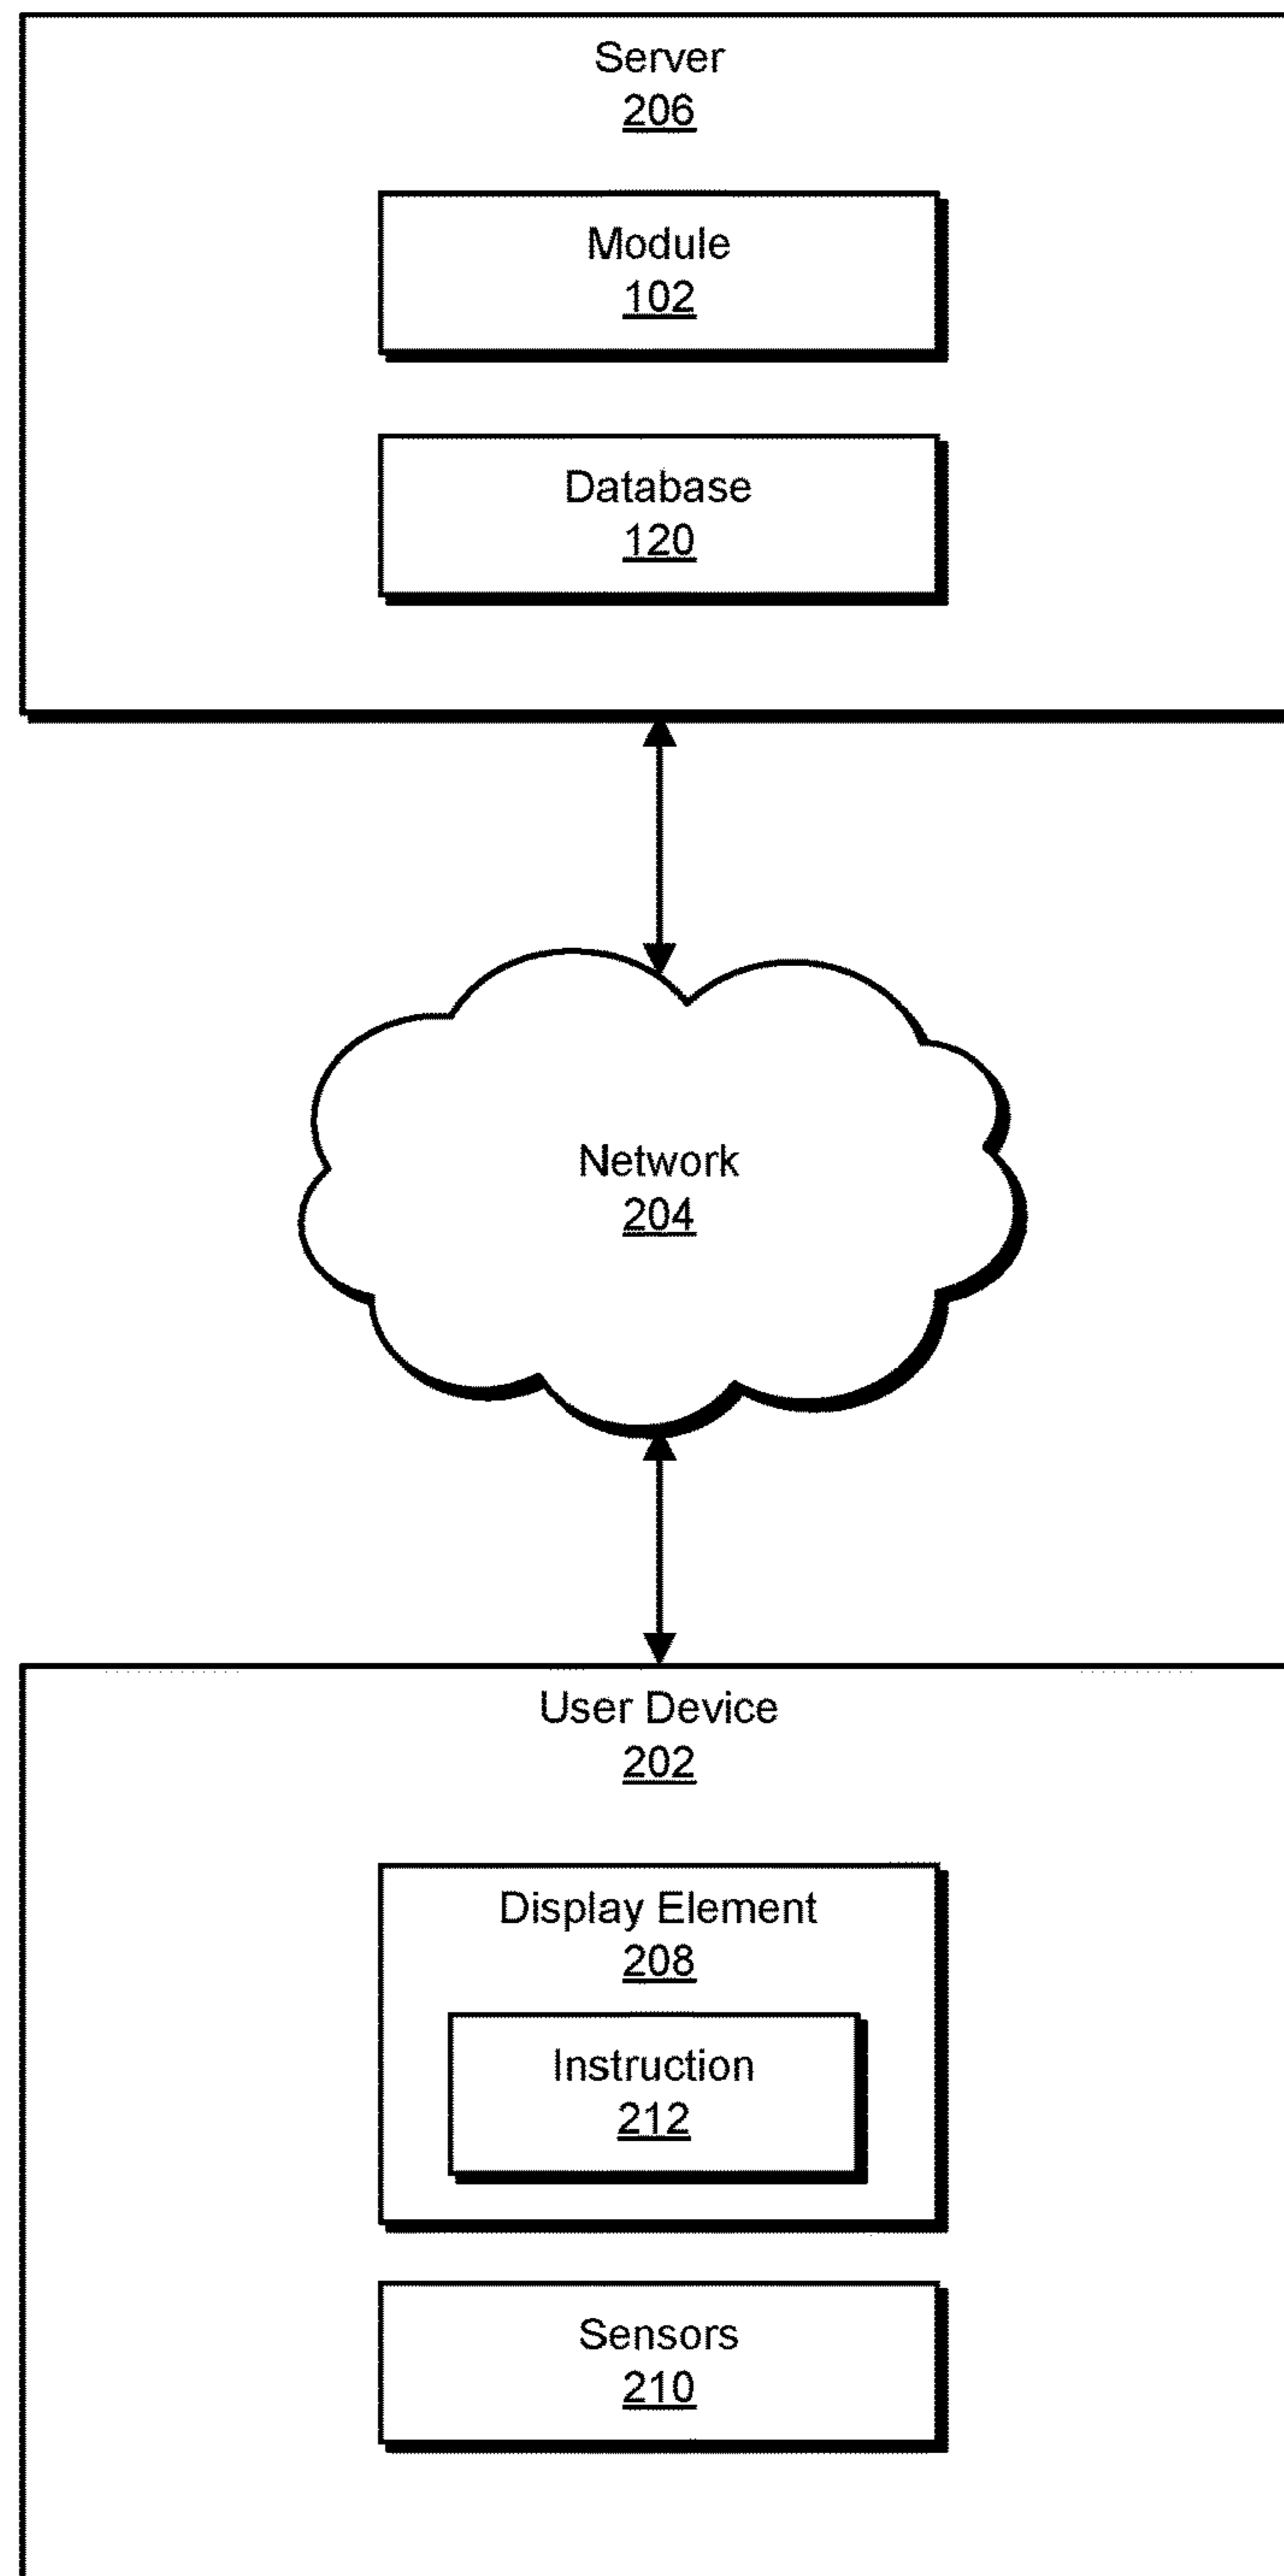 Server
206
Module
102
Database
120
Network
204
User Device
202
Display Element
208
Instruction
212
Sensors
210